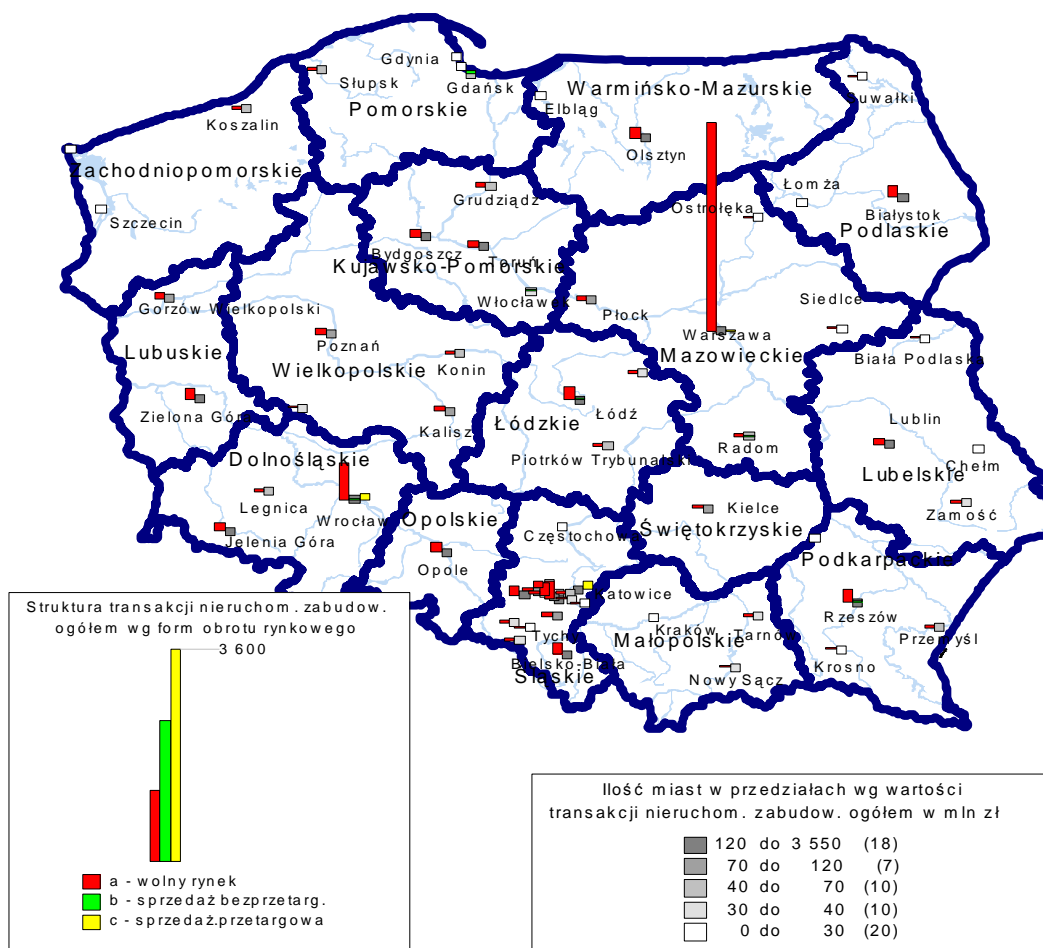 Gdynia
Słupsk
Gdańsk
Pomorskie
Warmińsko-Mazurskie
Suwałki
Elbląg
Koszalin
Olsztyn
Zachodniopomorskie
Szczecin
Grudziądz
Łomża
Ostrołęka
Białystok
Podlaskie
Bydgoszcz
Toruń
Kujawsko-Pomorskie
Włocławek
Gorzów Wielkopolski
Płock
Siedlce
Warszawa
Mazowieckie
Biała Podlaska
Lubuskie
Poznań
Wielkopolskie
Konin
Zielona Góra
Kalisz
Łódź
Łódzkie
Lublin
Radom
Piotrków Trybunalski
Chełm
Lubelskie
Dolnośląskie
Legnica
Wrocław
Jelenia Góra
Opolskie
Opole
Kielce
Świętokrzyskie
Zamość
Częstochowa
Podkarpackie
Katowice
Rzeszów
Tychy
Kraków
Tarnów
Małopolskie
Przemyśl
Bielsko-Biała
Śląskie
Nowy Sącz
Krosno
Struktura transakcji nieruchom. zabudow.
ogółem wg form obrotu rynkowego
3 600
a - wolny rynek
b - sprzedaż bezprzetarg.
c - sprzedaż.przetargowa
Ilość miast w przedziałach wg wartości
transakcji nieruchom. zabudow. ogółem w mln zł
120 do 3 550 (18)
70 do 120 (7)
40 do 70 (10)
30 do 40 (10)
0 do 30 (20)